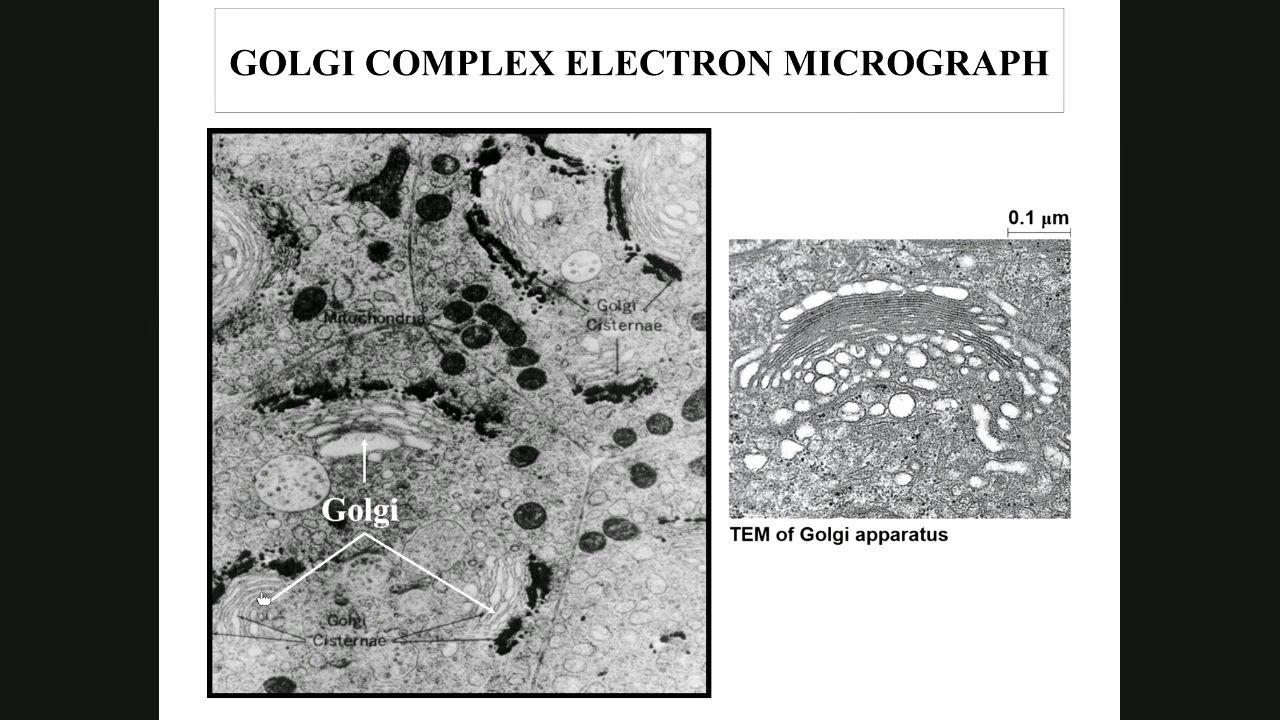 GOLGI COMPLEX ELECTRON MICROGRAPH
0.1 μm
Golgi
Cisternae
Mitochondria
Golgi
Golgi
Cisternae
TEM of Golgi apparatus